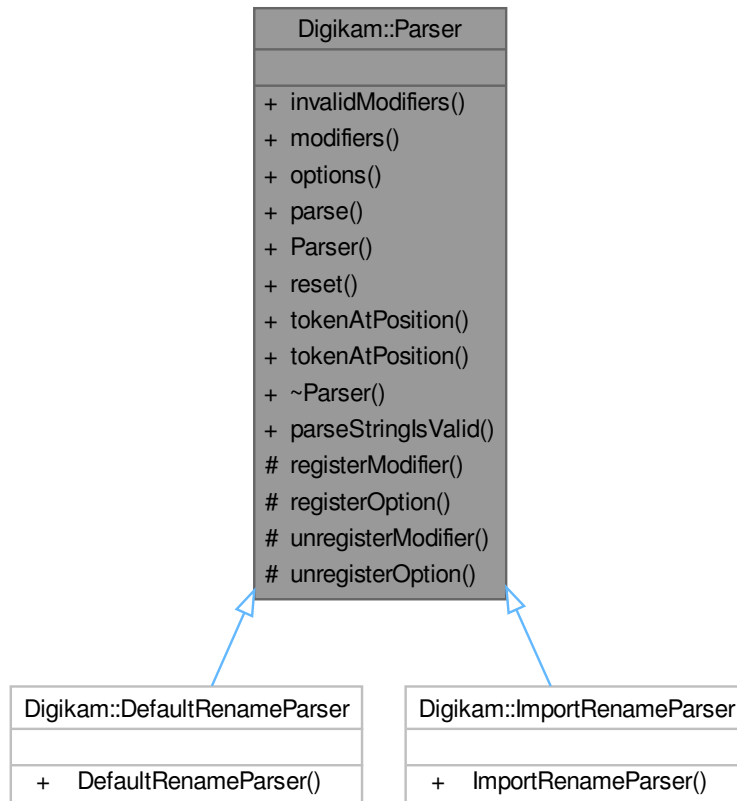 Digikam::Parser
+ invalidModifiers()
+ modifiers()
+ options()
+ parse()
+ Parser()
+ reset()
+ tokenAtPosition()
+ tokenAtPosition()
+ ~Parser()
+ parseStringIsValid()
# registerModifier()
# registerOption()
# unregisterModifier()
# unregisterOption()
Digikam::DefaultRenameParser
+ DefaultRenameParser()
Digikam::ImportRenameParser
+ ImportRenameParser()